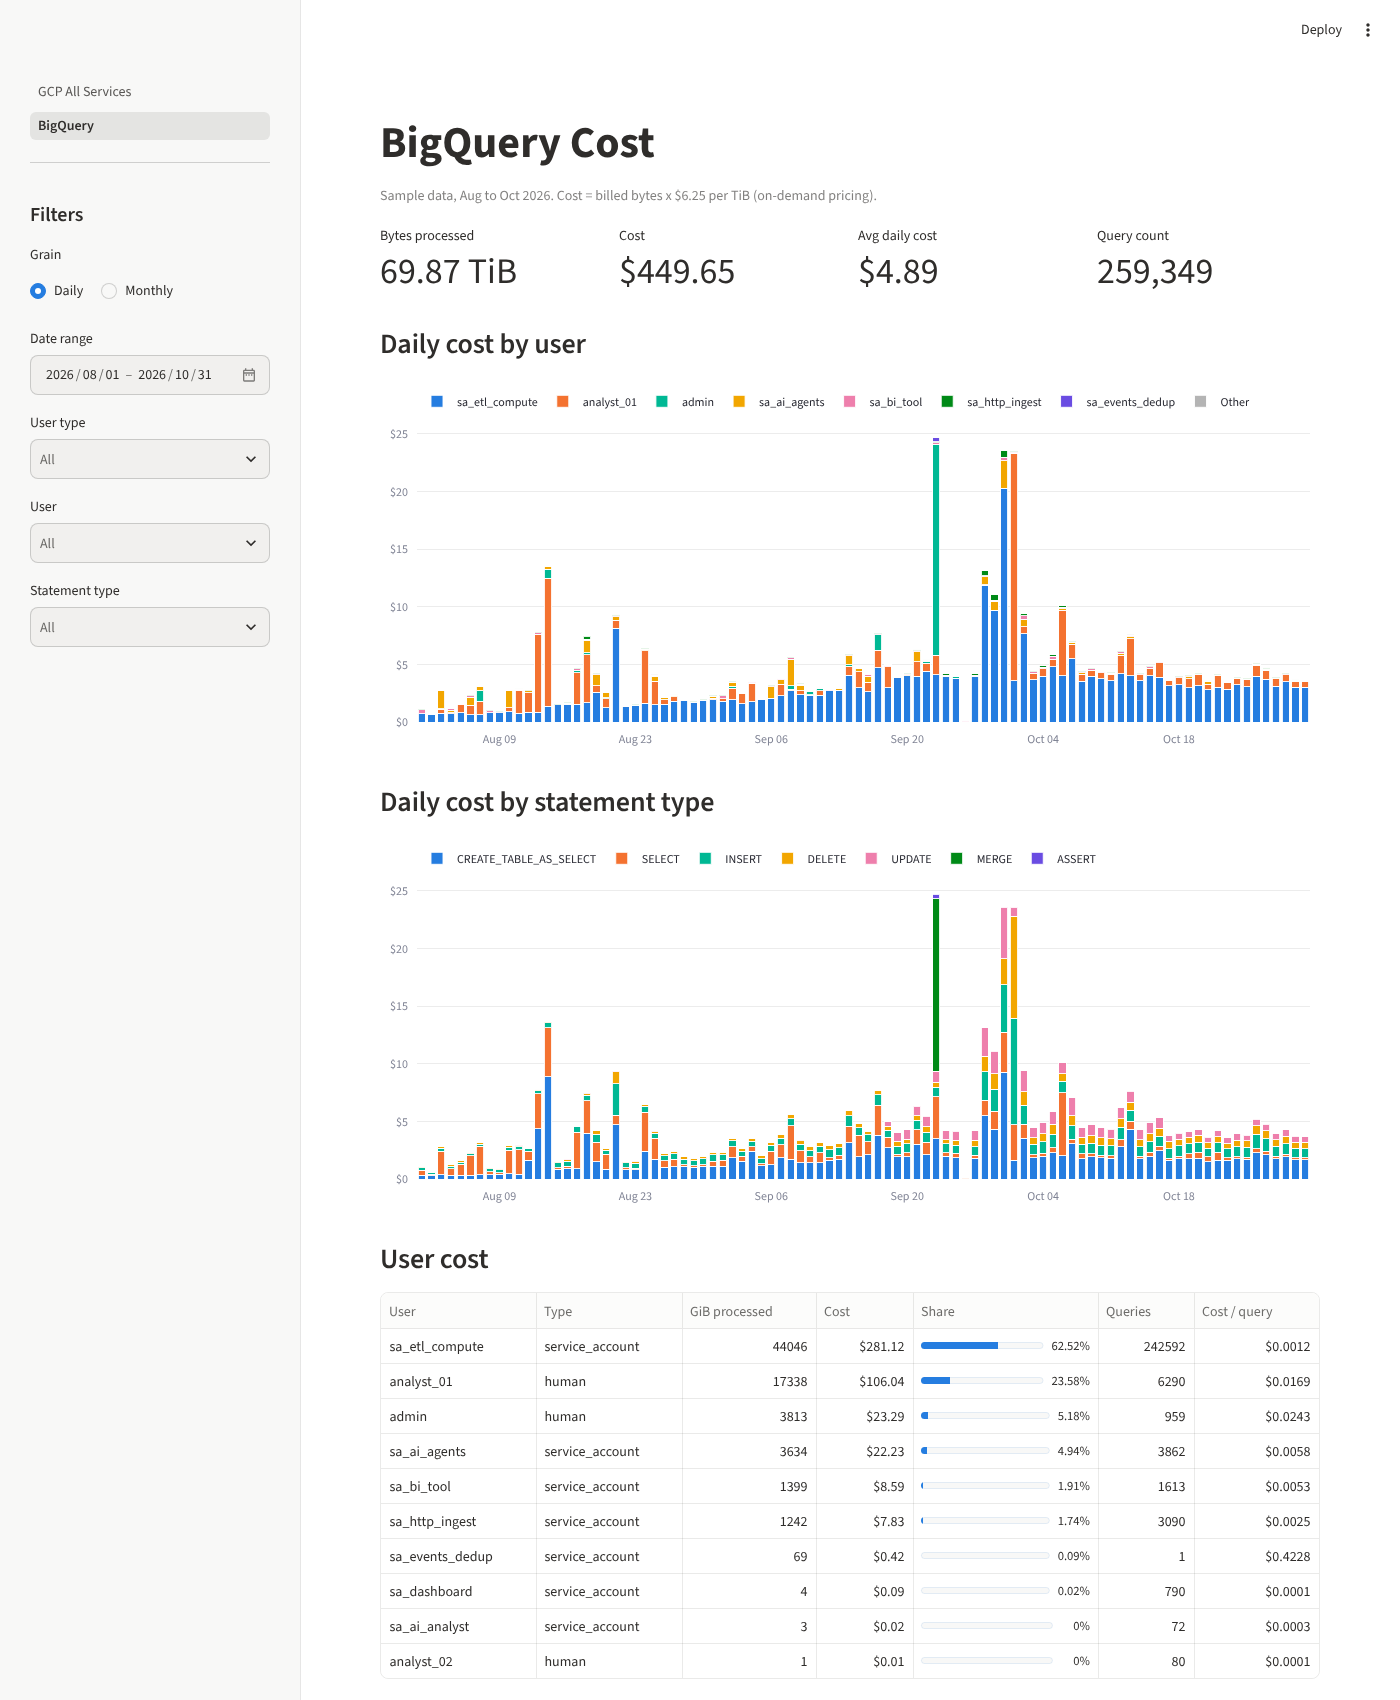 Deploy
GCP All Services
BigQuery
Filters
Grain
Daily Monthly
Date range
2026/08/01 – 2026/10/31
User type
All
User
All
Statement type
All
BigQuery Cost
Sample data, Aug to Oct 2026. Cost = billed bytes x $6.25 per TiB (on-demand pricing).
Bytes processed Cost Avg daily cost Query count
69.87 TiB $449.65 $4.89 259,349
Daily cost by user
sa_etl_compute analyst_01 admin sa_ai_agents sa_bi_tool sa_http_ingest sa_events_dedup Other
$25
$20
$15
$10
$5
$0
Aug 09 Aug 23 Sep 06 Sep 20 Oct 04 Oct 18
Daily cost by statement type
CREATE_TABLE_AS_SELECT SELECT INSERT DELETE UPDATE MERGE ASSERT
$25
$20
$15
$10
$5
$0
Aug 09 Aug 23 Sep 06 Sep 20 Oct 04 Oct 18
User cost
User Type GiB processed Cost Share Queries Cost / query
sa_etl_compute service_account 44046 $281.12 62.52% 242592 $0.0012
analyst_01 human 17338 $106.04 23.58% 6290 $0.0169
admin human 3813 $23.29 5.18% 959 $0.0243
sa_ai_agents service_account 3634 $22.23 4.94% 3862 $0.0058
sa_bi_tool service_account 1399 $8.59 1.91% 1613 $0.0053
sa_http_ingest service_account 1242 $7.83 1.74% 3090 $0.0025
sa_events_dedup service_account 69 $0.42 0.09% 1 $0.4228
sa_dashboard service_account 4 $0.09 0.02% 790 $0.0001
sa_ai_analyst service_account 3 $0.02 0% 72 $0.0003
analyst_02 human 1 $0.01 0% 80 $0.0001